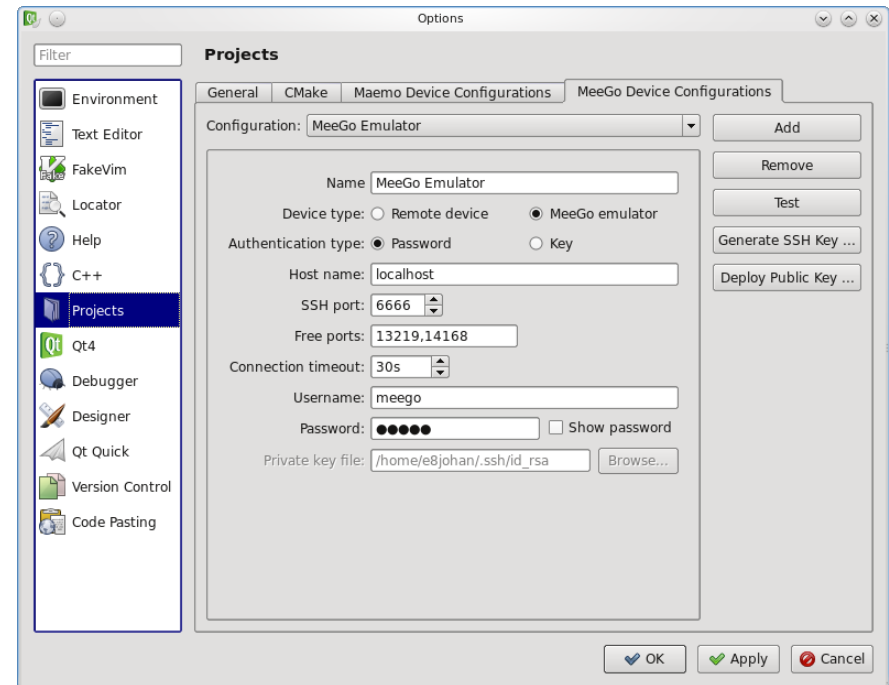 Options
Filter
Projects
Environment
Text Editor
FakeVim
Locator
Help
C++
Projects
Qt4
Debugger
Designer
Qt Quick
Version Control
Code Pasting
General CMake Maemo Device Configurations MeeGo Device Configurations
Configuration: MeeGo Emulator
Name MeeGo Emulator
Device type: Remote device MeeGo emulator
Authentication type: Password Key
Host name: localhost
SSH port: 6666
Free ports: 13219,14168
Connection timeout: 30s
Username: meego
Password: ●●●●● Show password
Private key file: /home/e8johan/.ssh/id_rsa Browse...
Add
Remove
Test
Generate SSH Key ...
Deploy Public Key ...
OK Apply Cancel